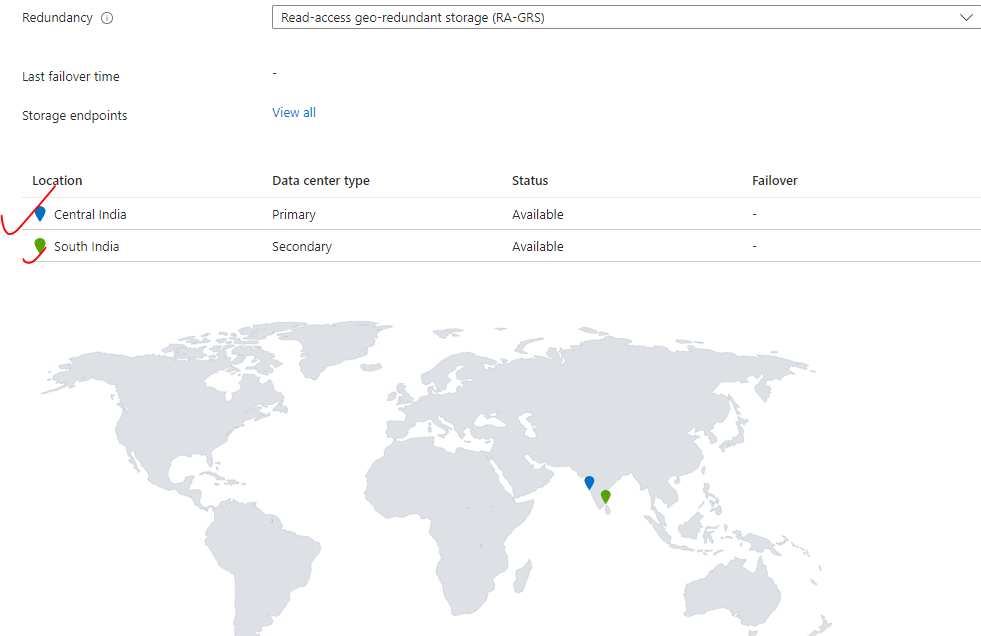 Redundancy Read-access geo-redundant storage (RA-GRS)
Last failover time -
Storage endpoints View all
Location Data center type Status Failover
Central India Primary Available -
South India Secondary Available -